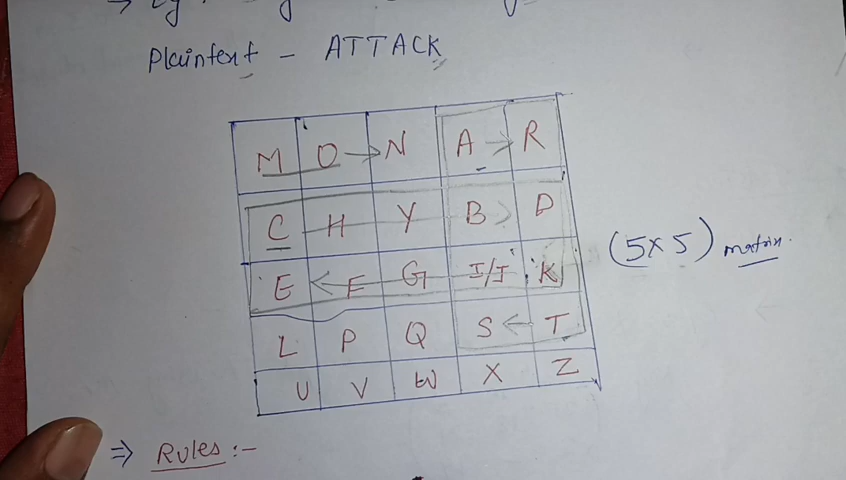 Plaintext - ATTACK
M O → N A → R
C H Y B > D
E ← F G I/J K
L P Q S ← T
U V W X Z
(5x5) matrix.
⇒ Rules :-